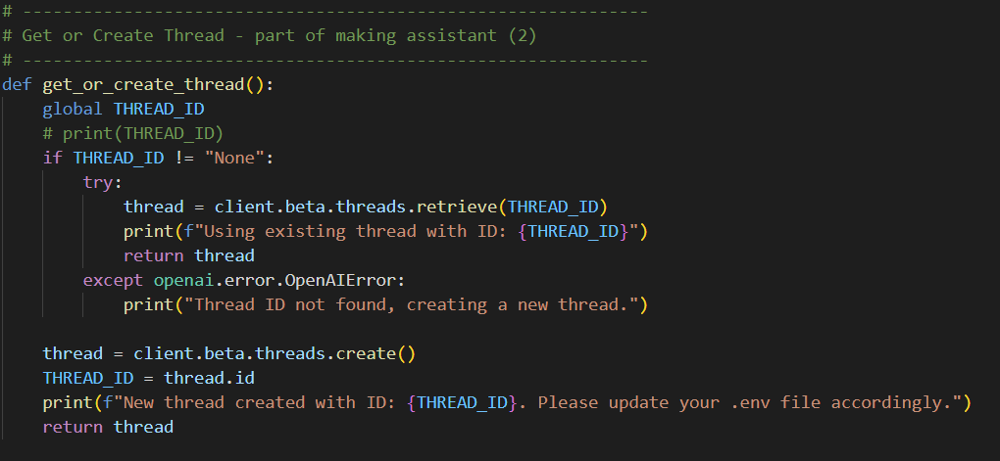 # --------------------------------------------------------------
# Get or Create Thread - part of making assistant (2)
# --------------------------------------------------------------
def get_or_create_thread():
    global THREAD_ID
    # print(THREAD_ID)
    if THREAD_ID != "None":
        try:
            thread = client.beta.threads.retrieve(THREAD_ID)
            print(f"Using existing thread with ID: {THREAD_ID}")
            return thread
        except openai.error.OpenAIError:
            print("Thread ID not found, creating a new thread.")

    thread = client.beta.threads.create()
    THREAD_ID = thread.id
    print(f"New thread created with ID: {THREAD_ID}. Please update your .env file accordingly.")
    return thread